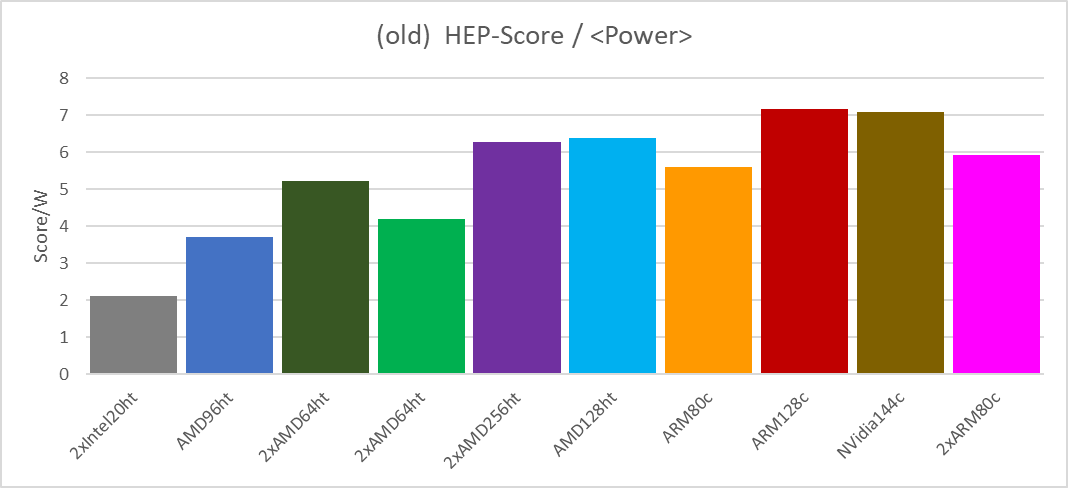 (old) HEP-Score / <Power>
Score/W
8
7
6
5
4
3
2
1
0
2xIntel20ht
AMD96ht
2xAMD64ht
2xAMD64ht
2xAMD256ht
AMD128ht
ARM80c
ARM128c
NVidia144c
2xARM80c